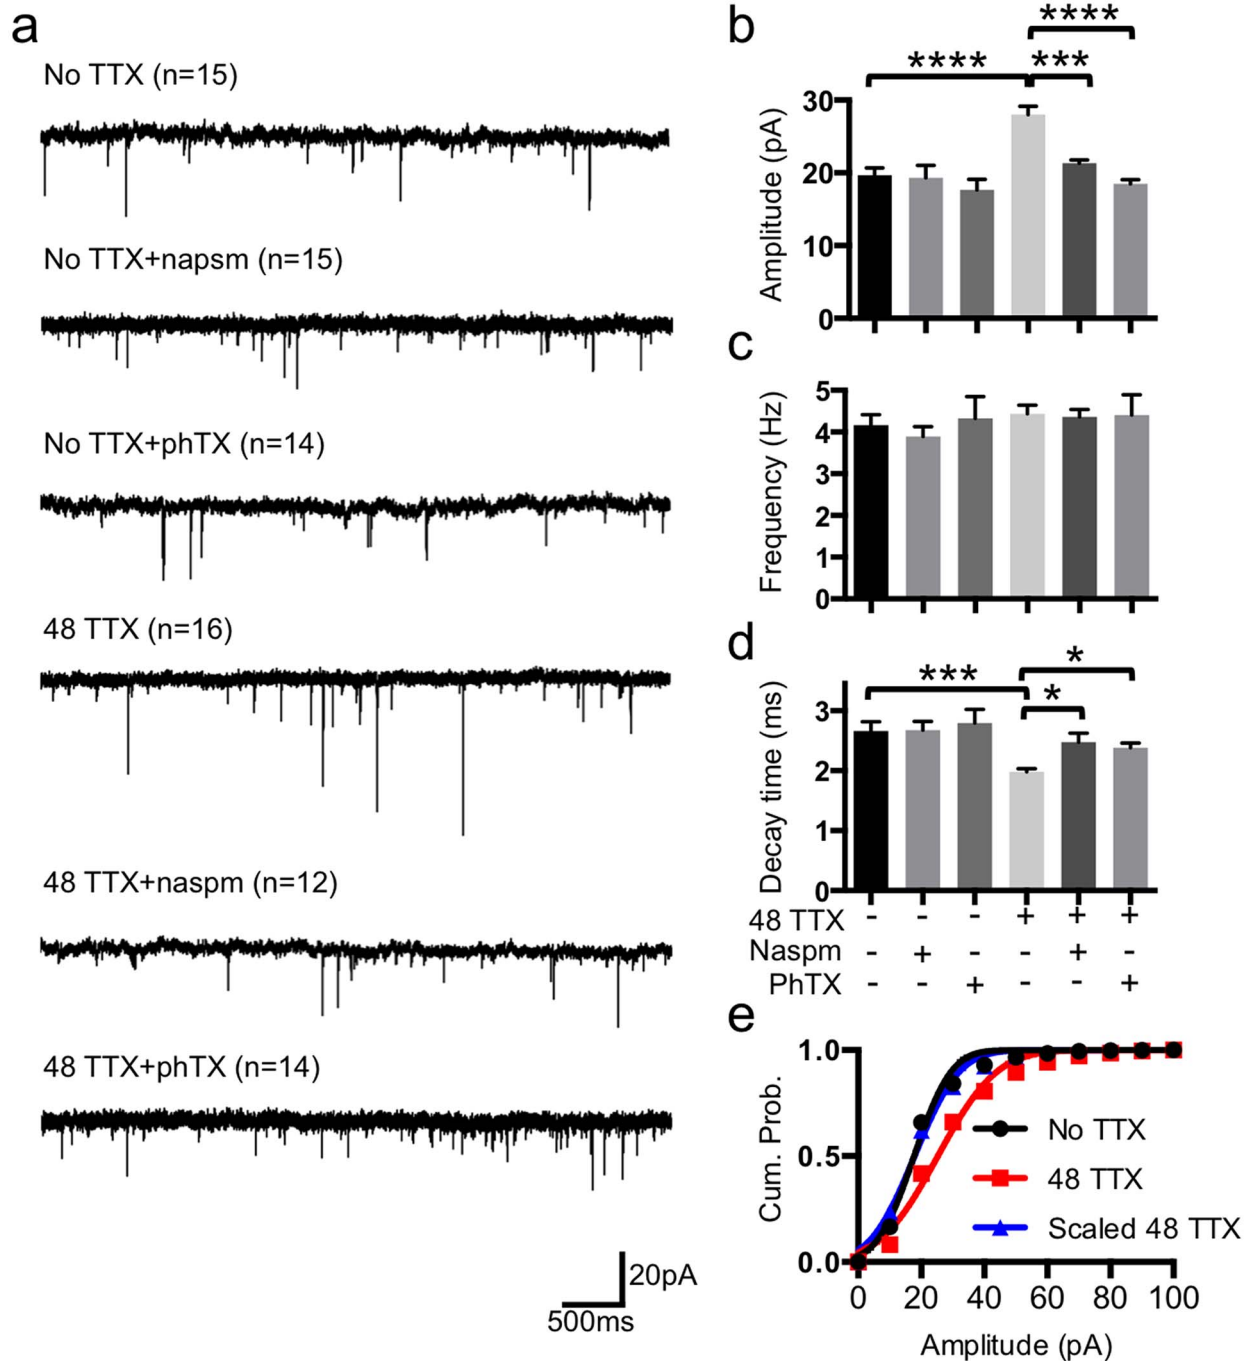 a
No TTX (n=15)
No TTX+napsm (n=15)
No TTX+phTX (n=14)
48 TTX (n=16)
48 TTX+naspm (n=12)
48 TTX+phTX (n=14)
20pA
500ms
b
****
**** ***
30
20
10
0
Amplitude (pA)
c
5
4
3
2
1
0
Frequency (Hz)
d
*
*** *
3
2
1
0
Decay time (ms)
48 TTX - - - + + +
Naspm - + - - + -
PhTX - - + - - +
e
1.0
0.5
0.0
Cum. Prob.
No TTX
48 TTX
Scaled 48 TTX
0 20 40 60 80 100
Amplitude (pA)